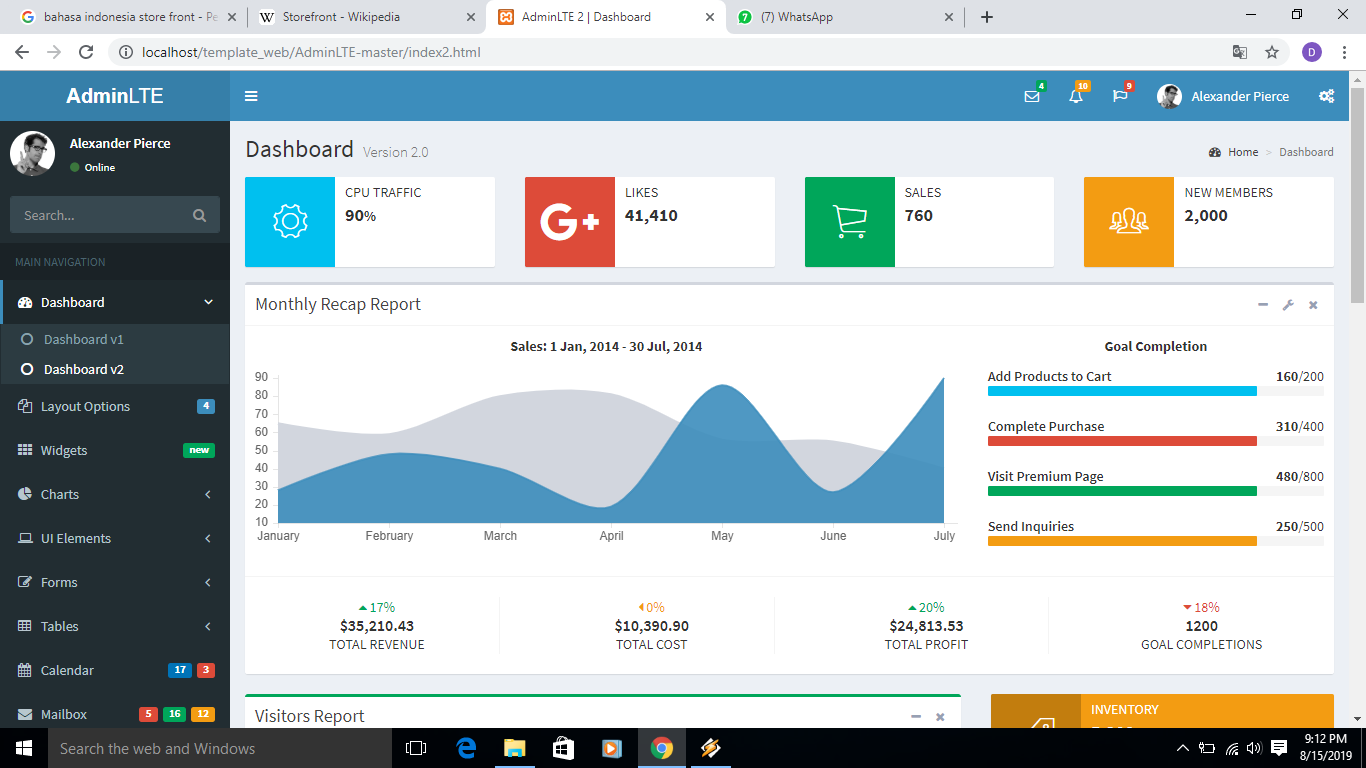 bahasa indonesia store front - Pe
Storefront - Wikipedia
AdminLTE 2 | Dashboard
7
(7) WhatsApp
localhost/template_web/AdminLTE-master/index2.html
D
AdminLTE
4
10
9
Alexander Pierce
Alexander Pierce
Online
Search...
MAIN NAVIGATION
Dashboard
Dashboard v1
Dashboard v2
Layout Options
4
Widgets
new
Charts
UI Elements
Forms
Tables
Calendar
17
3
Mailbox
5
16
12
Dashboard Version 2.0
Home > Dashboard
CPU TRAFFIC
90%
G+
LIKES
41,410
SALES
760
NEW MEMBERS
2,000
Monthly Recap Report
Sales: 1 Jan, 2014 - 30 Jul, 2014
90
80
70
60
50
40
30
20
10
January
February
March
April
May
June
July
Goal Completion
Add Products to Cart
160/200
Complete Purchase
310/400
Visit Premium Page
480/800
Send Inquiries
250/500
17%
$35,210.43
TOTAL REVENUE
0%
$10,390.90
TOTAL COST
20%
$24,813.53
TOTAL PROFIT
18%
1200
GOAL COMPLETIONS
Visitors Report
INVENTORY
Search the web and Windows
9:12 PM
8/15/2019